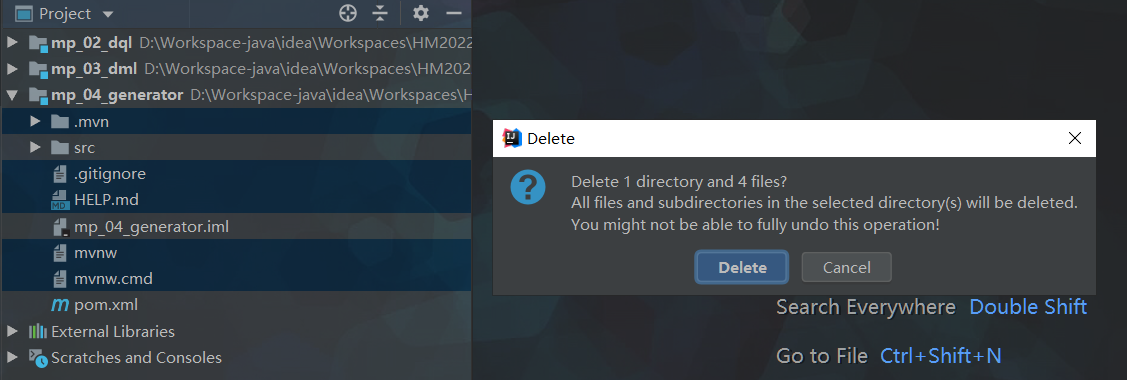 Project
mp_02_dql D:\Workspace-java\idea\Workspaces\HM2022
mp_03_dml D:\Workspace-java\idea\Workspaces\HM2022
mp_04_generator D:\Workspace-java\idea\Workspaces\H
.mvn
src
.gitignore
HELP.md
mp_04_generator.iml
mvnw
mvnw.cmd
pom.xml
External Libraries
Scratches and Consoles
Delete
Delete 1 directory and 4 files?
All files and subdirectories in the selected directory(s) will be deleted.
You might not be able to fully undo this operation!
Delete Cancel
Search Everywhere Double Shift
Go to File Ctrl+Shift+N